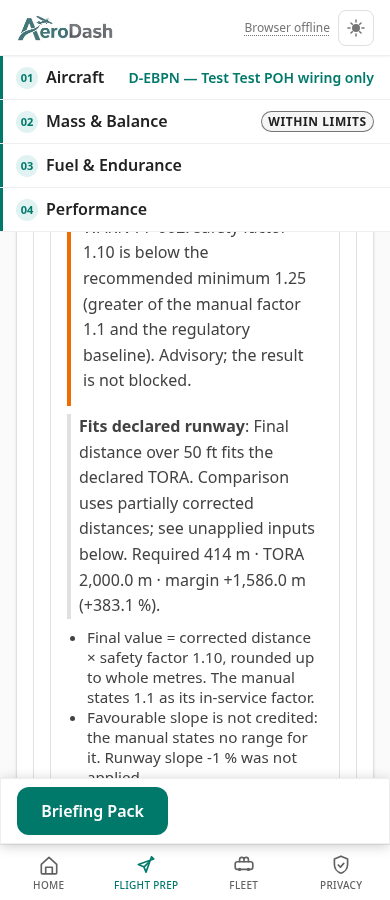 AeroDash
Browser offline
01 Aircraft D-EBPN — Test Test POH wiring only
02 Mass & Balance WITHIN LIMITS
03 Fuel & Endurance
04 Performance
1.10 is below the
recommended minimum 1.25
(greater of the manual factor
1.1 and the regulatory
baseline). Advisory; the result
is not blocked.
Fits declared runway: Final
distance over 50 ft fits the
declared TORA. Comparison
uses partially corrected
distances; see unapplied inputs
below. Required 414 m · TORA
2,000.0 m · margin +1,586.0 m
(+383.1 %).
• Final value = corrected distance
× safety factor 1.10, rounded up
to whole metres. The manual
states 1.1 as its in-service factor.
• Favourable slope is not credited:
the manual states no range for
it. Runway slope -1 % was not
applied
Briefing Pack
HOME
FLIGHT PREP
FLEET
PRIVACY